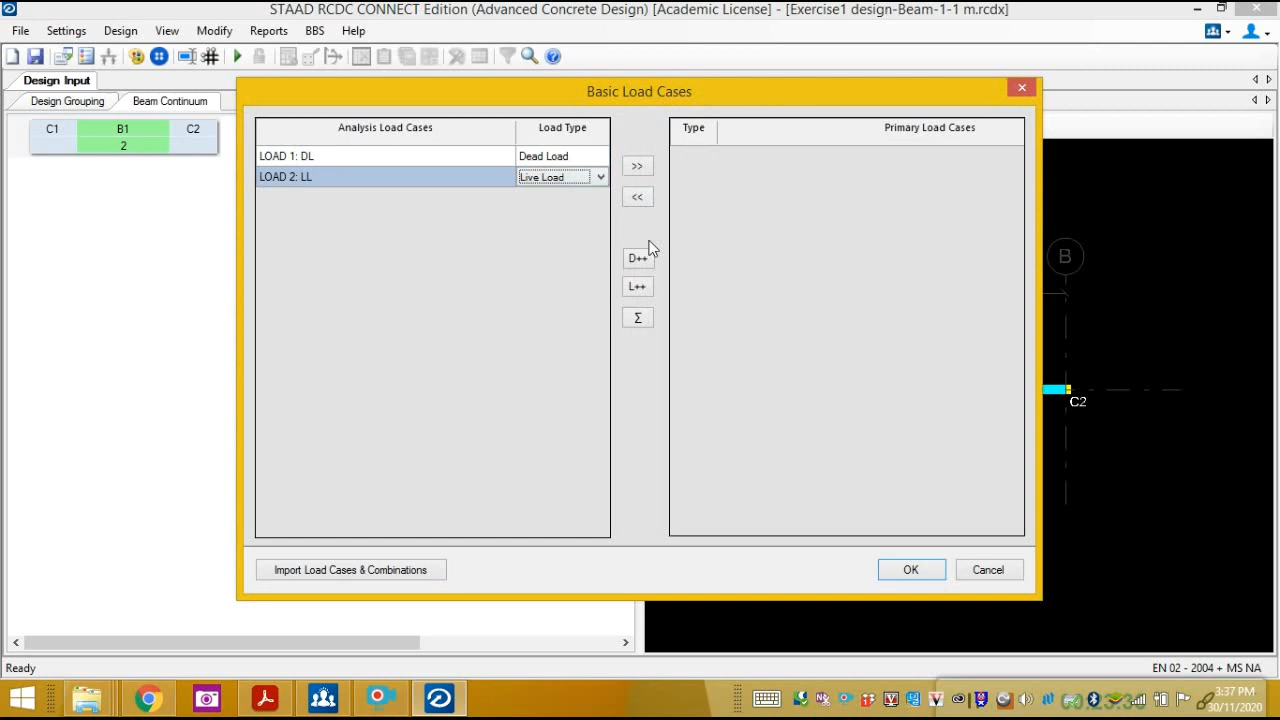 STAAD RCDC CONNECT Edition (Advanced Concrete Design) [Academic License] - [Exercise1 design-Beam-1-1 m.rcdx]
File Settings Design View Modify Reports BBS Help
Design Input
Design Grouping Beam Continuum
C1 B1 C2
2
Basic Load Cases
Analysis Load Cases Load Type
LOAD 1: DL Dead Load
LOAD 2: LL Live Load
>>
<<
D++
L++
Σ
Type Primary Load Cases
B
C2
Import Load Cases & Combinations OK Cancel
Ready EN 02 - 2004 + MS NA
3:37 PM
30/11/2020